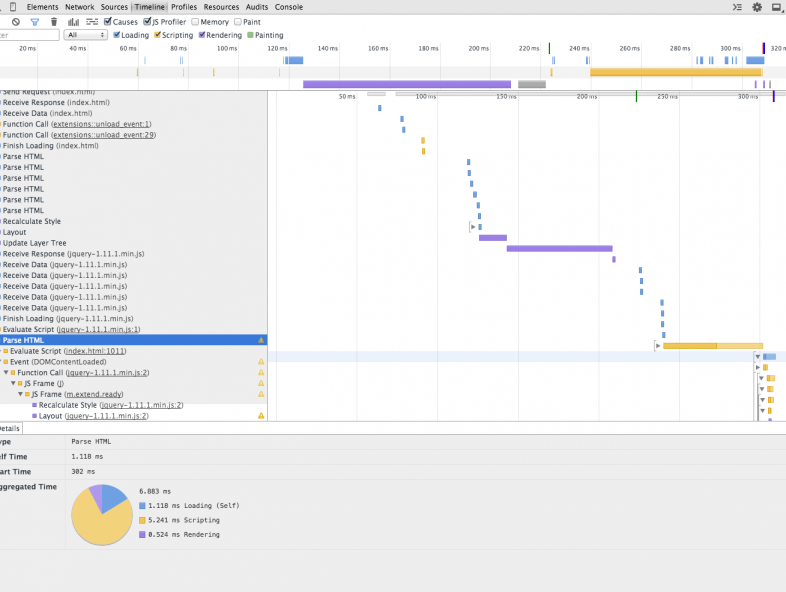 Elements Network Sources Timeline Profiles Resources Audits Console
Causes JS Profiler Memory Paint
All Loading Scripting Rendering Painting
20 ms 40 ms 60 ms 80 ms 100 ms 120 ms 140 ms 160 ms 180 ms 200 ms 220 ms 240 ms 260 ms 280 ms 300 ms
50 ms 100 ms 150 ms 200 ms 250 ms 300 ms
Send Request (index.html)
Receive Response (index.html)
Receive Data (index.html)
Function Call (extensions::unload_event:1)
Function Call (extensions::unload_event:29)
Finish Loading (index.html)
Parse HTML
Parse HTML
Parse HTML
Parse HTML
Parse HTML
Parse HTML
Recalculate Style
Layout
Update Layer Tree
Receive Response (jquery-1.11.1.min.js)
Receive Data (jquery-1.11.1.min.js)
Receive Data (jquery-1.11.1.min.js)
Receive Data (jquery-1.11.1.min.js)
Receive Data (jquery-1.11.1.min.js)
Receive Data (jquery-1.11.1.min.js)
Finish Loading (jquery-1.11.1.min.js)
Evaluate Script (jquery-1.11.1.min.js:1)
Parse HTML
Evaluate Script (index.html:1011)
Event (DOMContentLoaded)
Function Call (jquery-1.11.1.min.js:2)
JS Frame (J)
JS Frame (m.extend.ready)
Recalculate Style (jquery-1.11.1.min.js:2)
Layout (jquery-1.11.1.min.js:2)
etails
ype Parse HTML
elf Time 1.118 ms
tart Time 302 ms
ggregated Time
6.883 ms
1.118 ms Loading (Self)
5.241 ms Scripting
0.524 ms Rendering